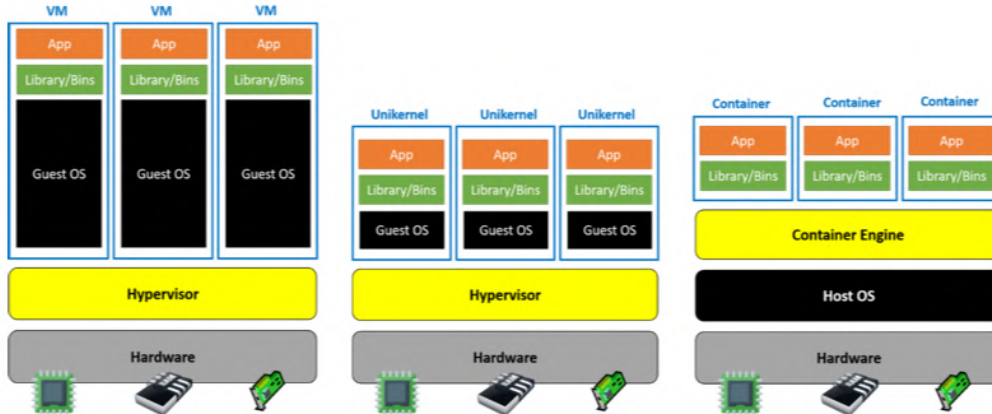 VM VM VM
App App App
Library/Bins Library/Bins Library/Bins
Guest OS Guest OS Guest OS
Hypervisor
Hardware
Unikernel Unikernel Unikernel
App App App
Library/Bins Library/Bins Library/Bins
Guest OS Guest OS Guest OS
Hypervisor
Hardware
Container Container Container
App App App
Library/Bins Library/Bins Library/Bins
Container Engine
Host OS
Hardware